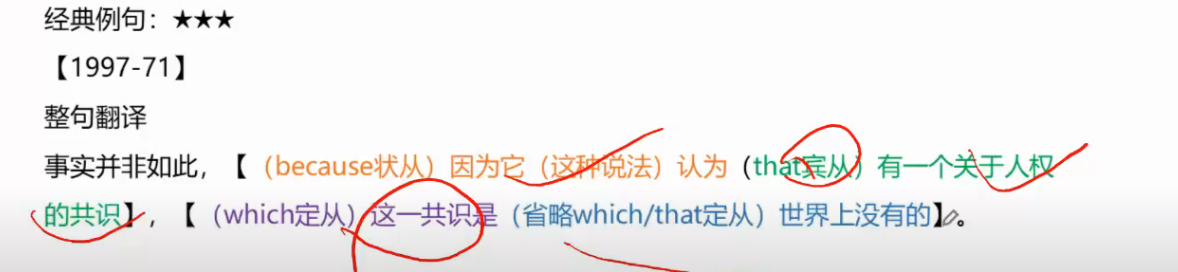 经典例句：★★★
【1997-71】
整句翻译
事实并非如此，【（because状从）因为它（这种说法）认为（that宾从）有一个关于人权
的共识】，【（which定从）这一共识是（省略which/that定从）世界上没有的】。